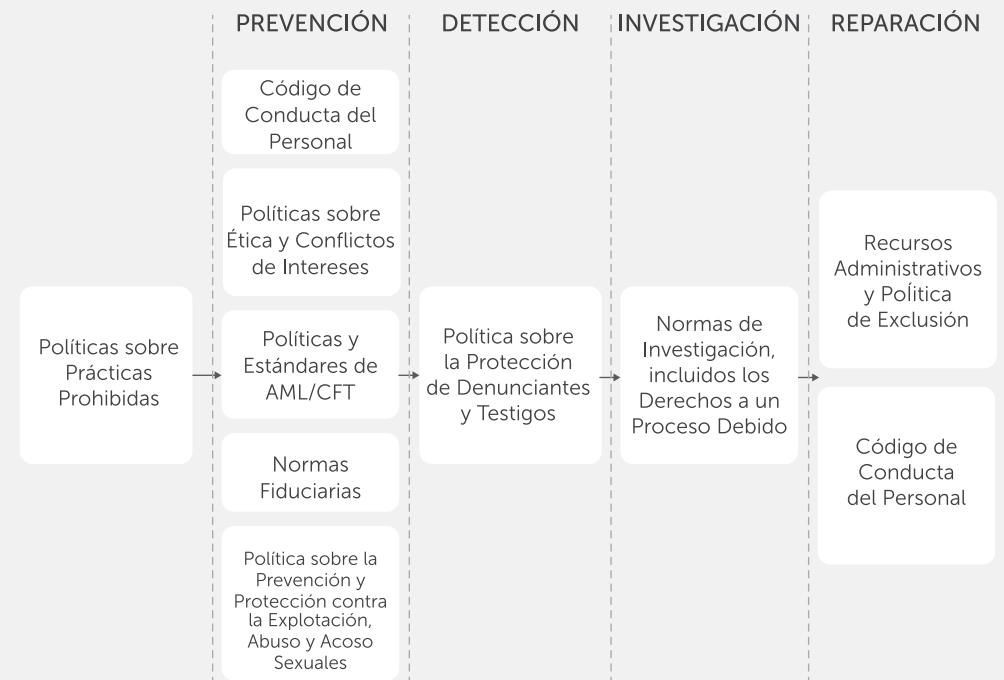 PREVENCIÓN
DETECCIÓN
INVESTIGACIÓN
REPARACIÓN
Políticas sobre
Prácticas
Prohibidas
Código de
Conducta del
Personal
Políticas sobre
Ética y Conflictos
de Intereses
Políticas y
Estándares de
AML/CFT
Normas
Fiduciarias
Política sobre la
Prevención y
Protección contra
la Explotación,
Abuso y Acoso
Sexuales
Política sobre
la Protección
de Denunciantes
y Testigos
Normas de
Investigación,
incluidos los
Derechos a un
Proceso Debido
Recursos
Administrativos
y Política
de Exclusión
Código de
Conducta
del Personal